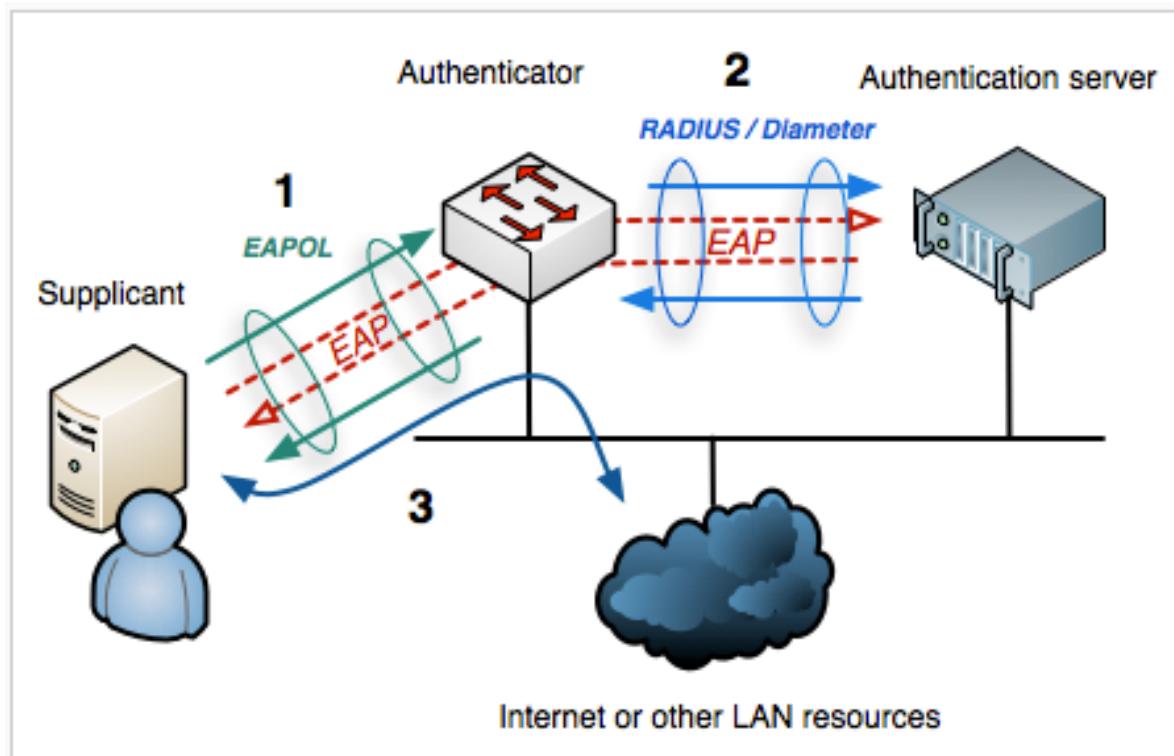 Authenticator
2
Authentication server
RADIUS / Diameter
1
EAPOL
EAP
Supplicant
EAP
3
Internet or other LAN resources